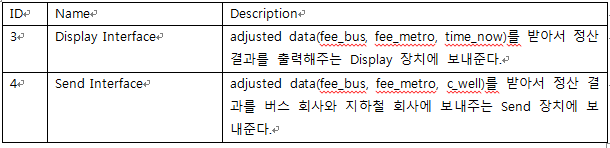 ID Name Description
3 Display Interface adjusted data(fee_bus, fee_metro, time_now)를 받아서 정산
결과를 출력해주는 Display 장치에 보내준다.
4 Send Interface adjusted data(fee_bus, fee_metro, c_well)를 받아서 정산 결
과를 버스 회사와 지하철 회사에 보내주는 Send 장치에 보
내준다.